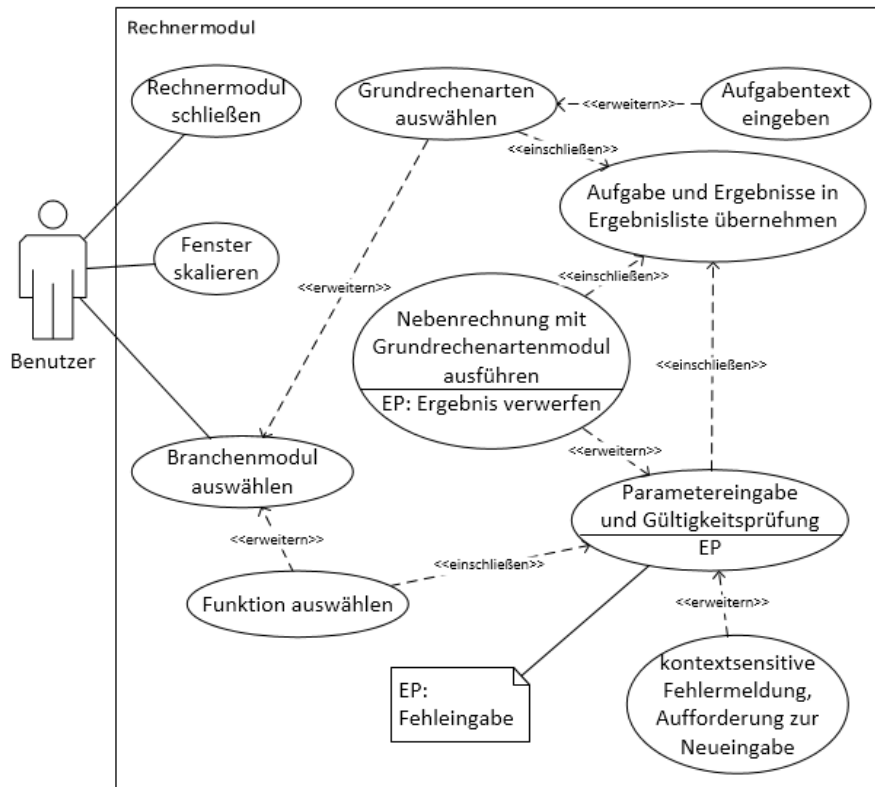 Rechnermodul
Rechnermodul
schließen
Grundrechenarten
auswählen
<<erweitern>>
Aufgabentext
eingeben
<<einschließen>>
Aufgabe und Ergebnisse in
Ergebnisliste übernehmen
Fenster
skalieren
<<erweitern>>
<<einschließen>>
Nebenrechnung mit
Grundrechenartenmodul
ausführen
EP: Ergebnis verwerfen
Benutzer
<<einschließen>>
Branchenmodul
auswählen
<<erweitern>>
Parametereingabe
und Gültigkeitsprüfung
EP
<<erweitern>>
<<einschließen>>
Funktion auswählen
<<erweitern>>
EP:
Fehleingabe
kontextsensitive
Fehlermeldung,
Aufforderung zur
Neueingabe